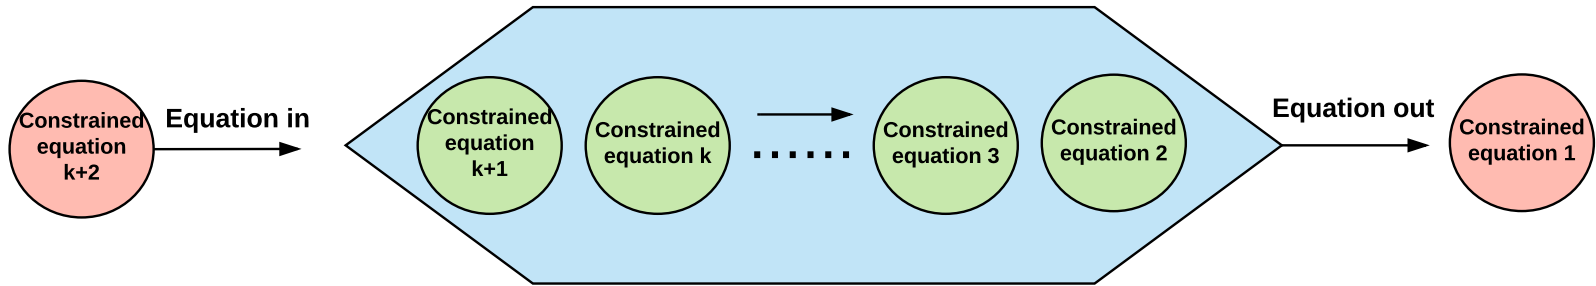 Constrained
equation
k+2
Equation in
Constrained
equation
k+1
Constrained
equation k
Constrained
equation 3
Constrained
equation 2
Equation out
Constrained
equation 1